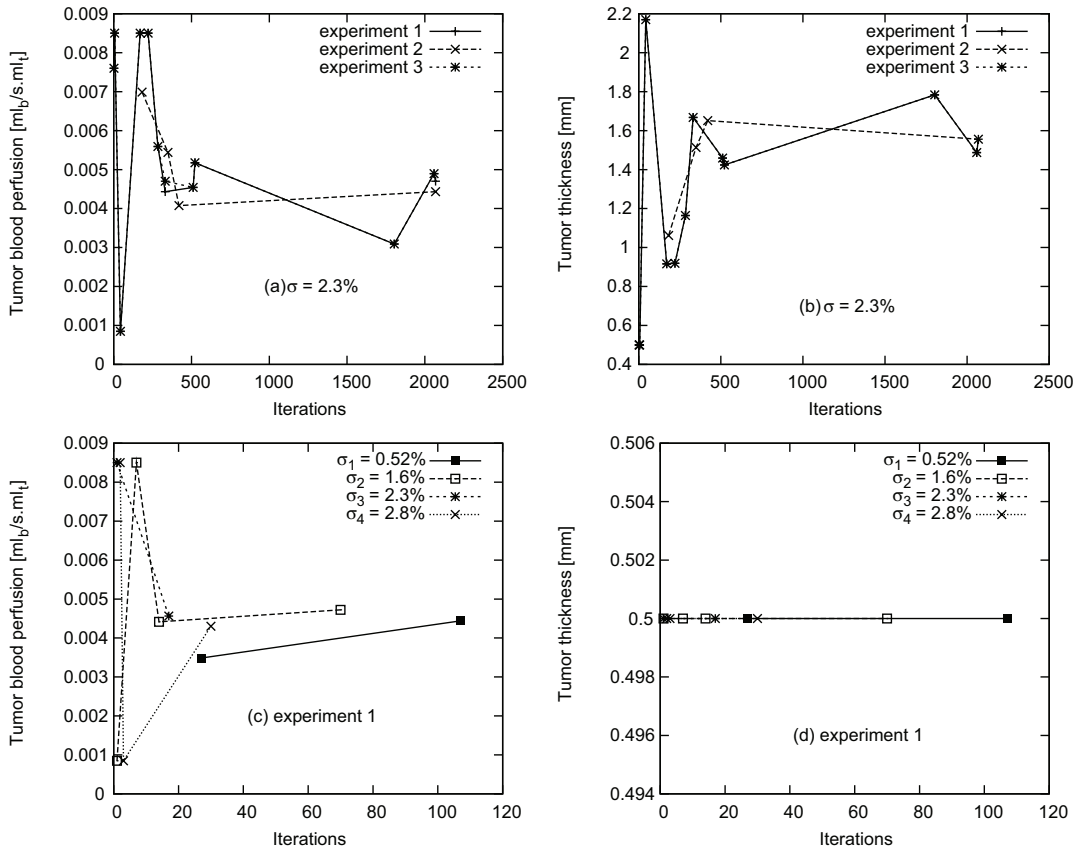 Tumor blood perfusion [ml_b/s.ml_t]
0.009
0.008
0.007
0.006
0.005
0.004
0.003
0.002
0.001
0
experiment 1
experiment 2
experiment 3
(a)σ = 2.3%
0 500 1000 1500 2000 2500
Iterations
Tumor thickness [mm]
2.2
2
1.8
1.6
1.4
1.2
1
0.8
0.6
0.4
experiment 1
experiment 2
experiment 3
(b)σ = 2.3%
0 500 1000 1500 2000 2500
Iterations
Tumor blood perfusion [ml_b/s.ml_t]
0.009
0.008
0.007
0.006
0.005
0.004
0.003
0.002
0.001
0
σ_1 = 0.52%
σ_2 = 1.6%
σ_3 = 2.3%
σ_4 = 2.8%
(c) experiment 1
0 20 40 60 80 100 120
Iterations
Tumor thickness [mm]
0.506
0.504
0.502
0.5
0.498
0.496
0.494
σ_1 = 0.52%
σ_2 = 1.6%
σ_3 = 2.3%
σ_4 = 2.8%
(d) experiment 1
0 20 40 60 80 100 120
Iterations